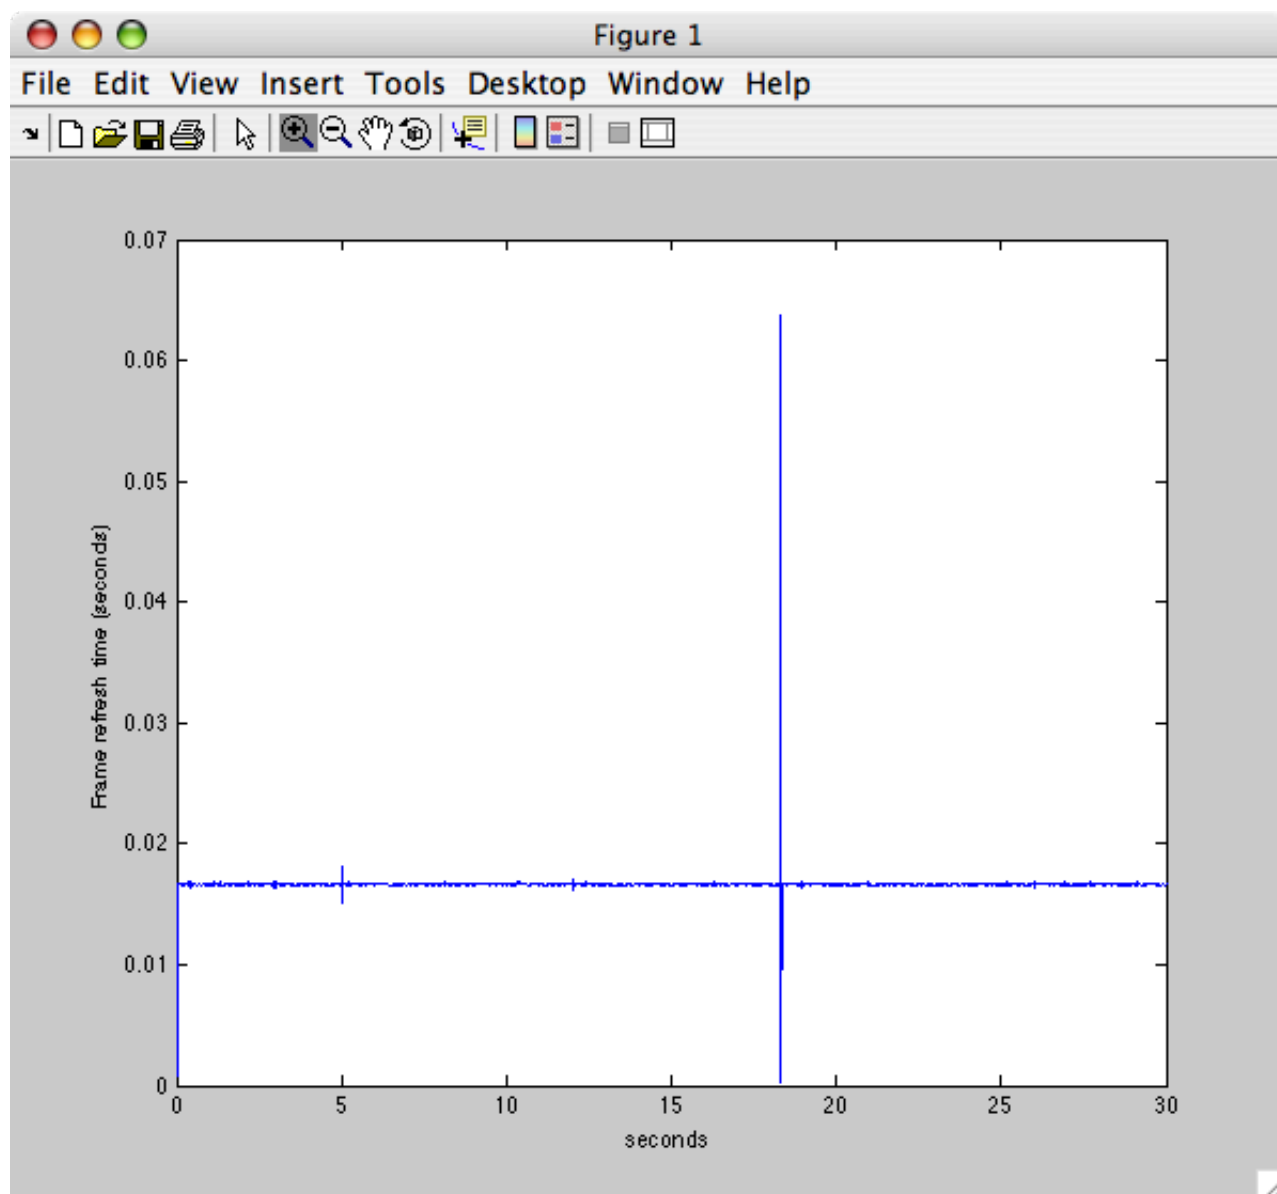 Figure 1
File Edit View Insert Tools Desktop Window Help
0.07
0.06
0.05
0.04
0.03
0.02
0.01
0
Frame refresh time (seconds)
0 5 10 15 20 25 30
seconds